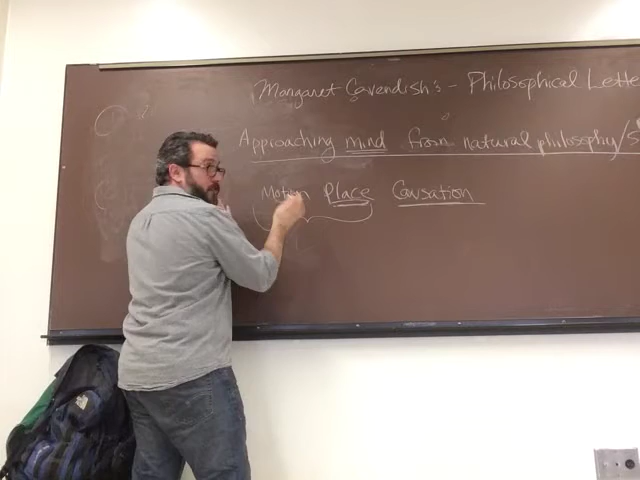 Margaret Cavendish's - Philosophical Lette
Approaching mind from natural philosophy/s
Motion Place Causation